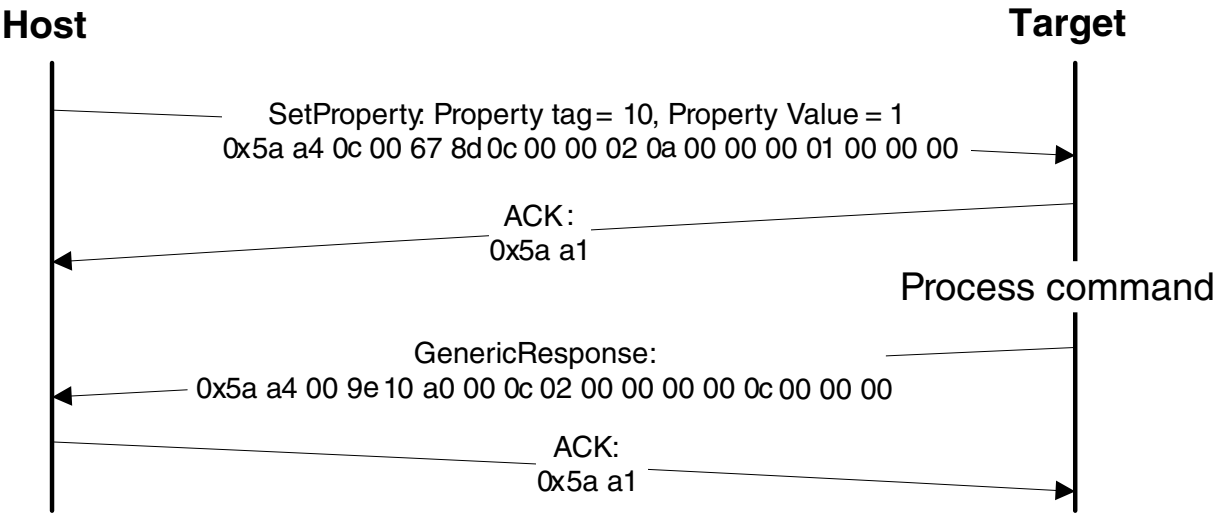 Host
Target
SetProperty: Property tag = 10, Property Value = 1
0x5a a4 0c 00 67 8d 0c 00 00 02 0a 00 00 00 01 00 00 00
ACK:
0x5a a1
Process command
GenericResponse:
0x5a a4 00 9e 10 a0 00 0c 02 00 00 00 00 0c 00 00 00
ACK:
0x5a a1